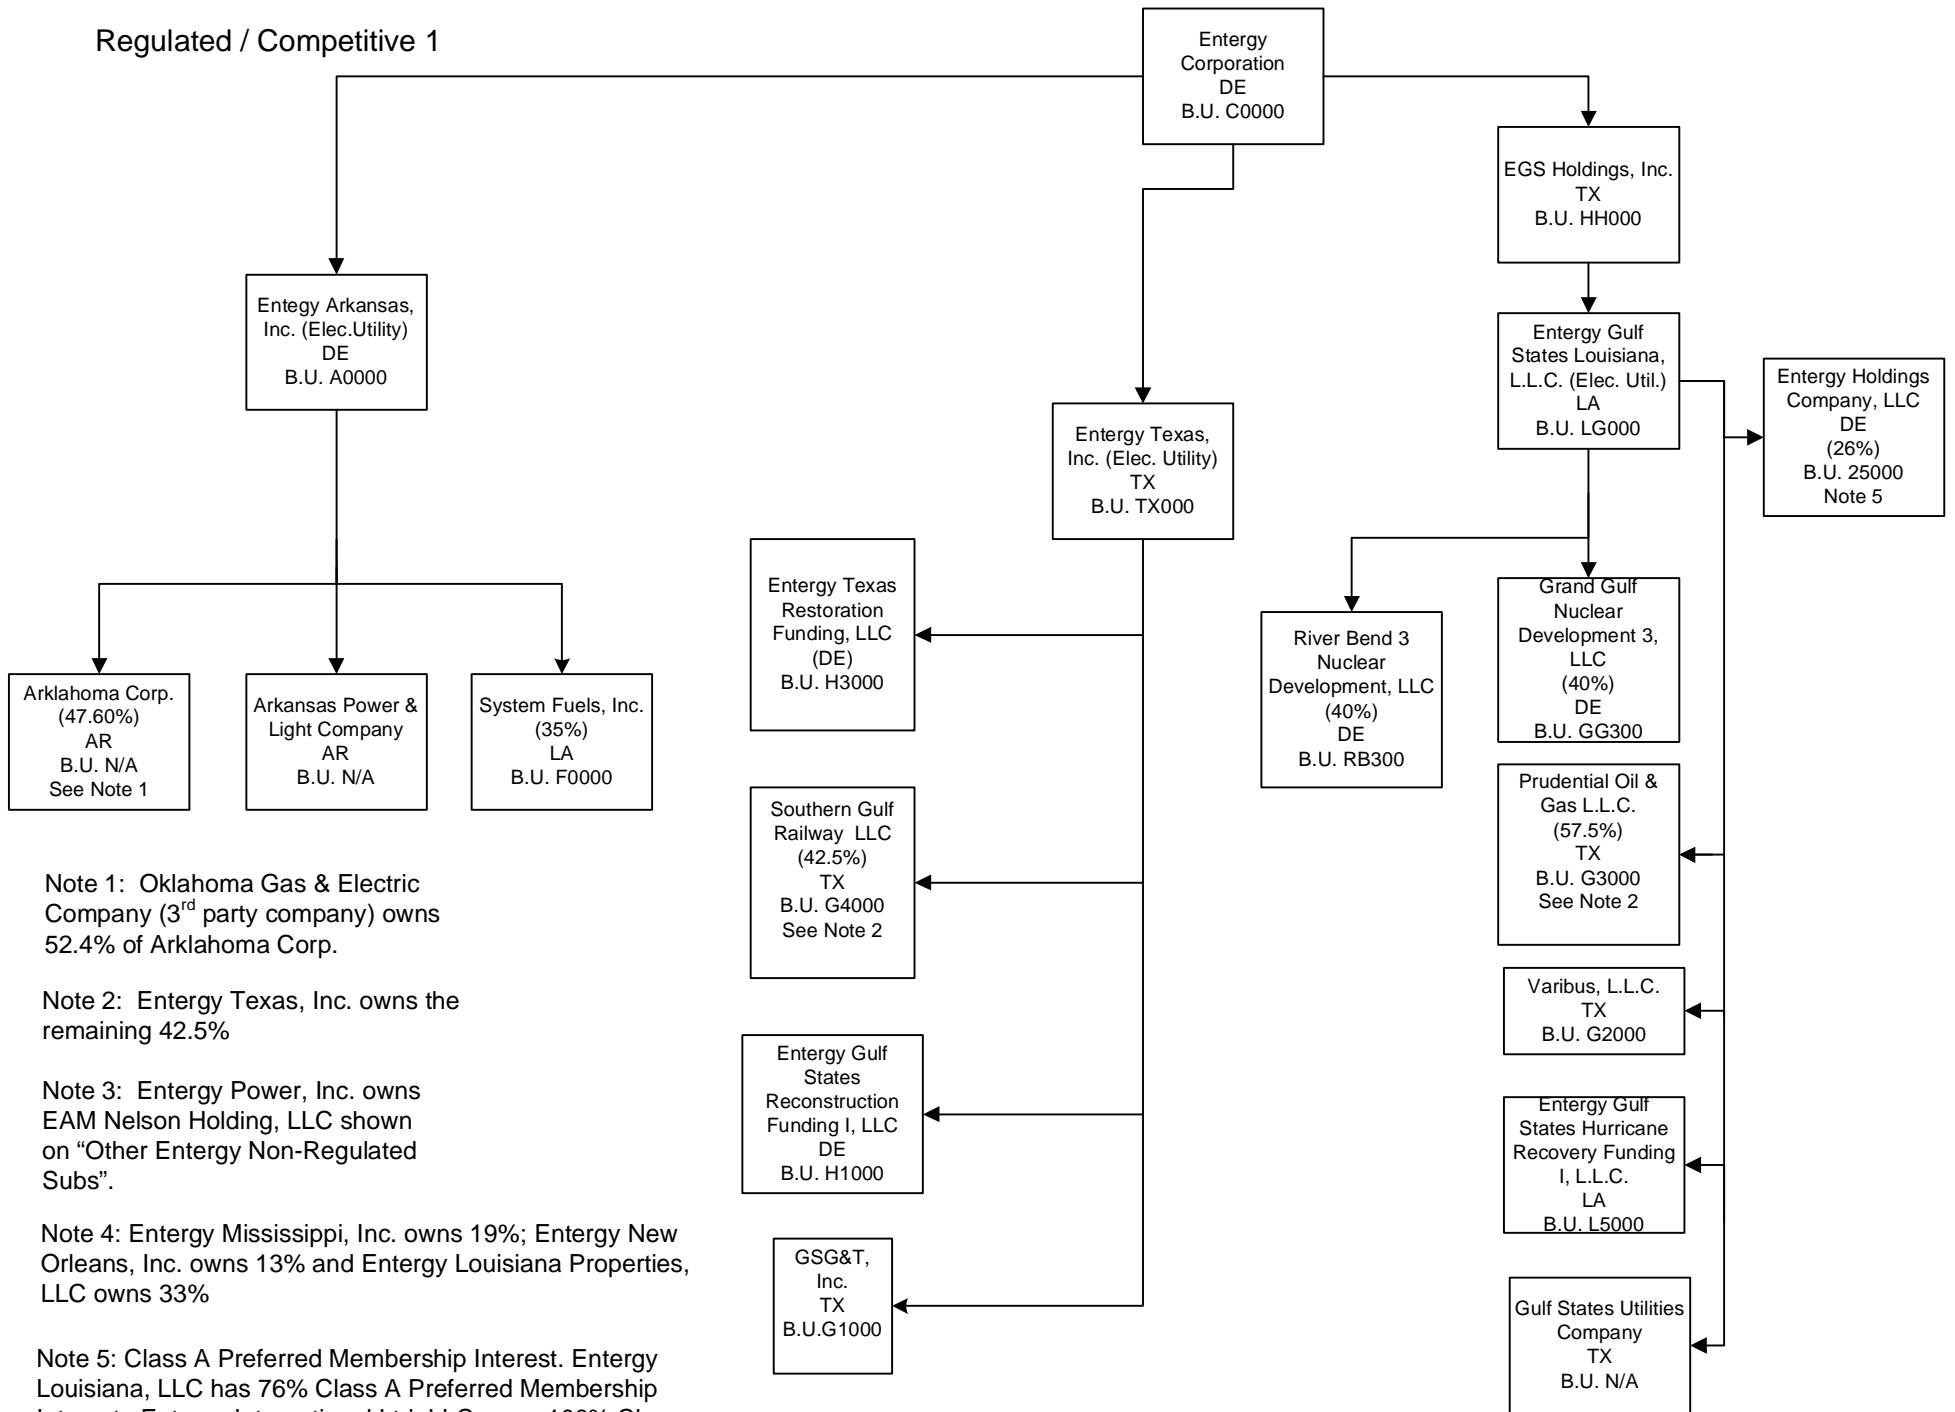 Regulated / Competitive 1
Entergy
Corporation
DE
B.U. C0000
EGS Holdings, Inc.
TX
B.U. HH000
Entegy Arkansas,
Inc. (Elec.Utility)
DE
B.U. A0000
Entergy Gulf
States Louisiana,
L.L.C. (Elec. Util.)
LA
B.U. LG000
Entergy Holdings
Company, LLC
DE
(26%)
B.U. 25000
Note 5
Entergy Texas,
Inc. (Elec. Utility)
TX
B.U. TX000
Entergy Texas
Restoration
Funding, LLC
(DE)
B.U. H3000
River Bend 3
Nuclear
Development, LLC
(40%)
DE
B.U. RB300
Grand Gulf
Nuclear
Development 3,
LLC
(40%)
DE
B.U. GG300
Arklahoma Corp.
(47.60%)
AR
B.U. N/A
See Note 1
Arkansas Power &
Light Company
AR
B.U. N/A
System Fuels, Inc.
(35%)
LA
B.U. F0000
Southern Gulf
Railway LLC
(42.5%)
TX
B.U. G4000
See Note 2
Prudential Oil &
Gas L.L.C.
(57.5%)
TX
B.U. G3000
See Note 2
Varibus, L.L.C.
TX
B.U. G2000
Entergy Gulf
States
Reconstruction
Funding I, LLC
DE
B.U. H1000
Entergy Gulf
States Hurricane
Recovery Funding
I, L.L.C.
LA
B.U. L5000
GSG&T,
Inc.
TX
B.U.G1000
Gulf States Utilities
Company
TX
B.U. N/A
Note 1: Oklahoma Gas & Electric
Company (3rd party company) owns
52.4% of Arklahoma Corp.
Note 2: Entergy Texas, Inc. owns the
remaining 42.5%
Note 3: Entergy Power, Inc. owns
EAM Nelson Holding, LLC shown
on “Other Entergy Non-Regulated
Subs”.
Note 4: Entergy Mississippi, Inc. owns 19%; Entergy New
Orleans, Inc. owns 13% and Entergy Louisiana Properties,
LLC owns 33%
Note 5: Class A Preferred Membership Interest. Entergy
Louisiana, LLC has 76% Class A Preferred Membership